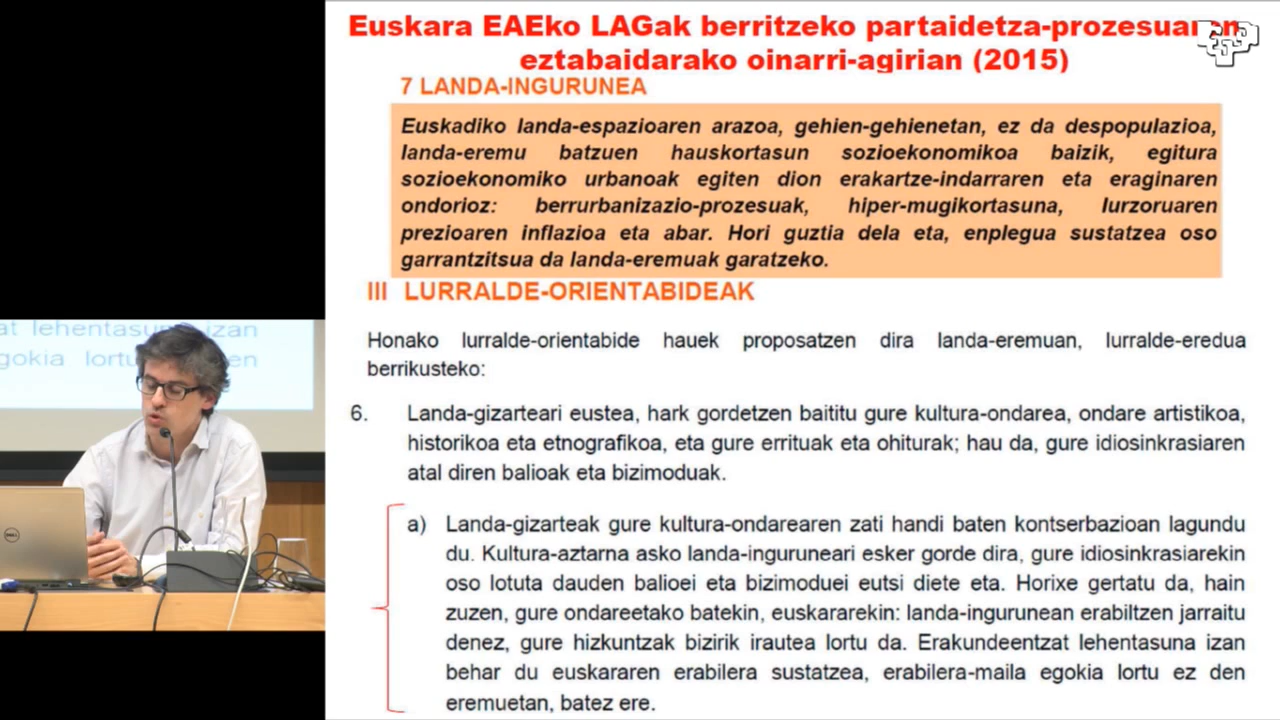 Euskara EAEko LAGak berritzeko partaidetza-prozesuaren
eztabaidarako oinarri-agirian (2015)
7 LANDA-INGURUNEA
Euskadiko landa-espazioaren arazoa, gehien-gehienetan, ez da despopulazioa,
landa-eremu batzuen hauskortasun sozioekonomikoa baizik, egitura
sozioekonomiko urbanoak egiten dion erakartze-indarraren eta eraginaren
ondorioz: berrurbanizazio-prozesuak, hiper-mugikortasuna, lurzoruaren
prezioaren inflazioa eta abar. Hori guztia dela eta, enplegua sustatzea oso
garrantzitsua da landa-eremuak garatzeko.
III LURRALDE-ORIENTABIDEAK
Honako lurralde-orientabide hauek proposatzen dira landa-eremuan, lurralde-eredua
berrikusteko:
6. Landa-gizarteari eustea, hark gordetzen baititu gure kultura-ondarea, ondare artistikoa,
historikoa eta etnografikoa, eta gure errituak eta ohiturak; hau da, gure idiosinkrasiaren
atal diren balioak eta bizimoduak.
a) Landa-gizarteak gure kultura-ondarearen zati handi baten kontserbazioan lagundu
du. Kultura-aztarna asko landa-inguruneari esker gorde dira, gure idiosinkrasiarekin
oso lotuta dauden balioei eta bizimoduei eutsi diete eta. Horixe gertatu da, hain
zuzen, gure ondareetako batekin, euskararekin: landa-ingurunean erabiltzen jarraitu
denez, gure hizkuntzak bizirik irautea lortu da. Erakundeentzat lehentasuna izan
behar du euskararen erabilera sustatzea, erabilera-maila egokia lortu ez den
eremuetan, batez ere.
at lehentasuna izan
gokia lortu en
DELL